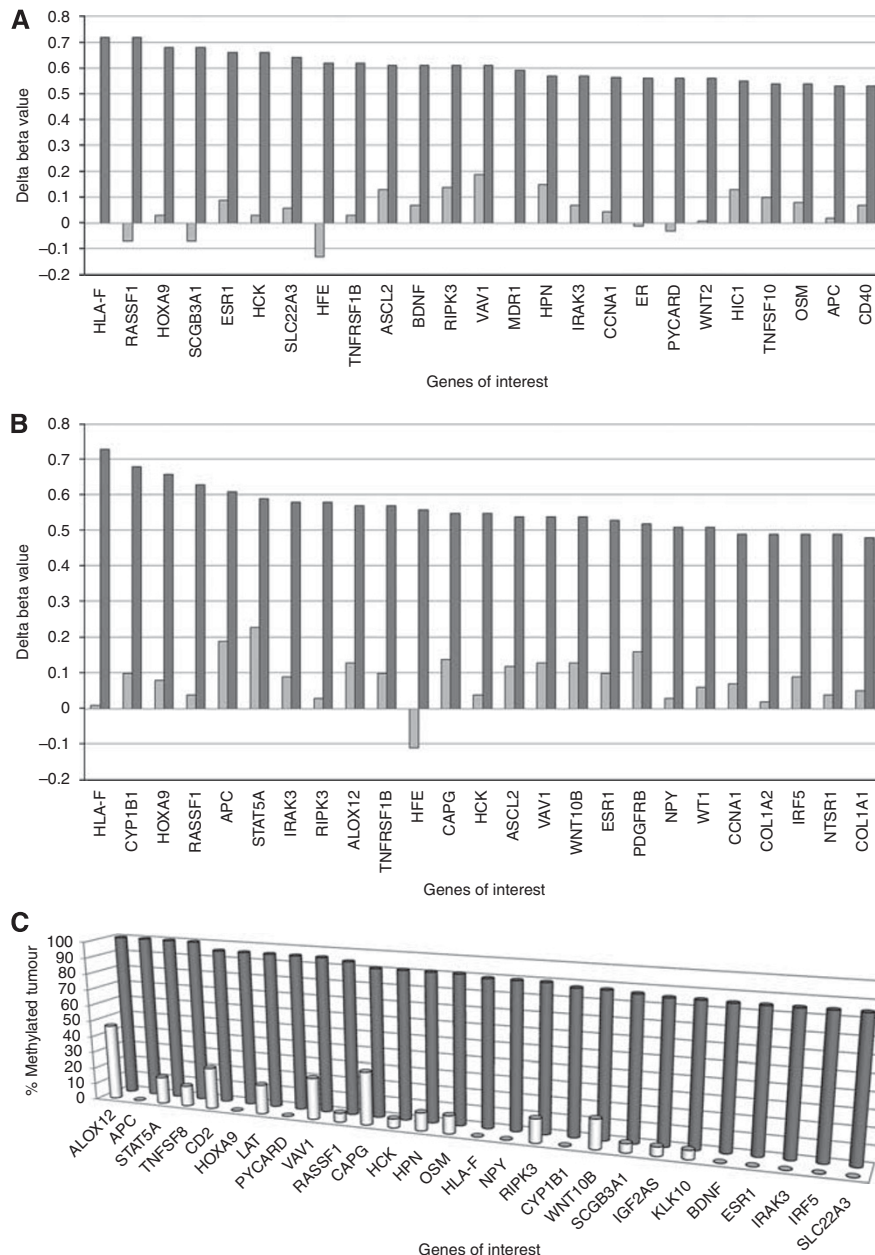 A
Delta beta value
0.8
0.7
0.6
0.5
0.4
0.3
0.2
0.1
0
–0.1
–0.2
HLA-F
RASSF1
HOXA9
SCGB3A1
ESR1
HCK
SLC22A3
HFE
TNFRSF1B
ASCL2
BDNF
RIPK3
VAV1
MDR1
HPN
IRAK3
CCNA1
ER
PYCARD
WNT2
HIC1
TNFSF10
OSM
APC
CD40
Genes of interest
B
Delta beta value
0.8
0.7
0.6
0.5
0.4
0.3
0.2
0.1
0
–0.1
–0.2
HLA-F
CYP1B1
HOXA9
RASSF1
APC
STAT5A
IRAK3
RIPK3
ALOX12
TNFRSF1B
HFE
CAPG
HCK
ASCL2
VAV1
WNT10B
ESR1
PDGFRB
NPY
WT1
CCNA1
COL1A2
IRF5
NTSR1
COL1A1
Genes of interest
C
% Methylated tumour
100
90
80
70
60
50
40
30
20
10
0
ALOX12
APC
STAT5A
TNFSF8
CD2
HOXA9
LAT
PYCARD
VAV1
RASSF1
CAPG
HCK
HPN
OSM
HLA-F
NPY
RIPK3
CYP1B1
WNT10B
SCGB3A1
IGF2AS
KLK10
BDNF
ESR1
IRAK3
IRF5
SLC22A3
Genes of interest